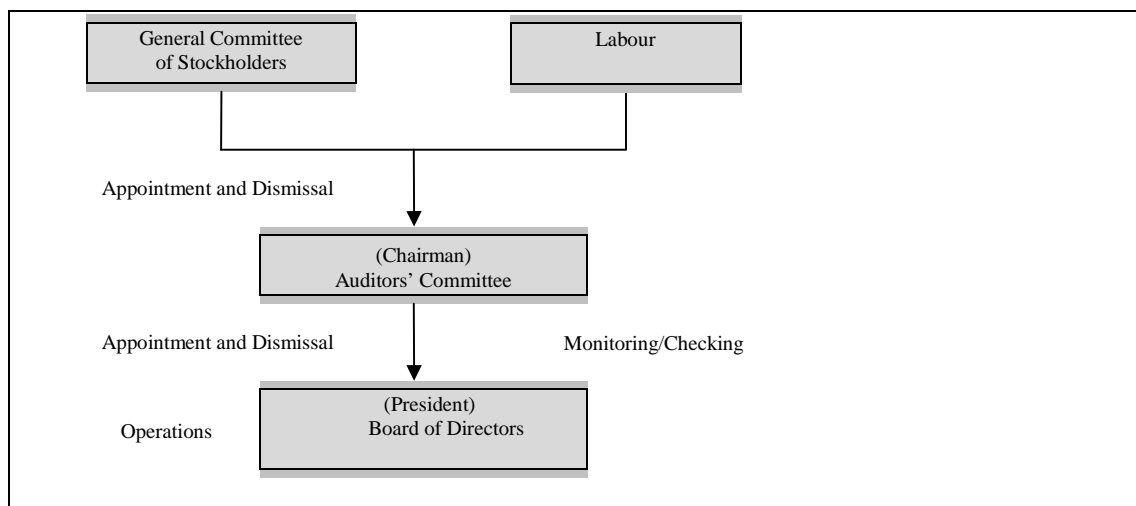 General Committee
of Stockholders
Labour
Appointment and Dismissal
(Chairman)
Auditors’ Committee
Appointment and Dismissal
Monitoring/Checking
(President)
Board of Directors
Operations